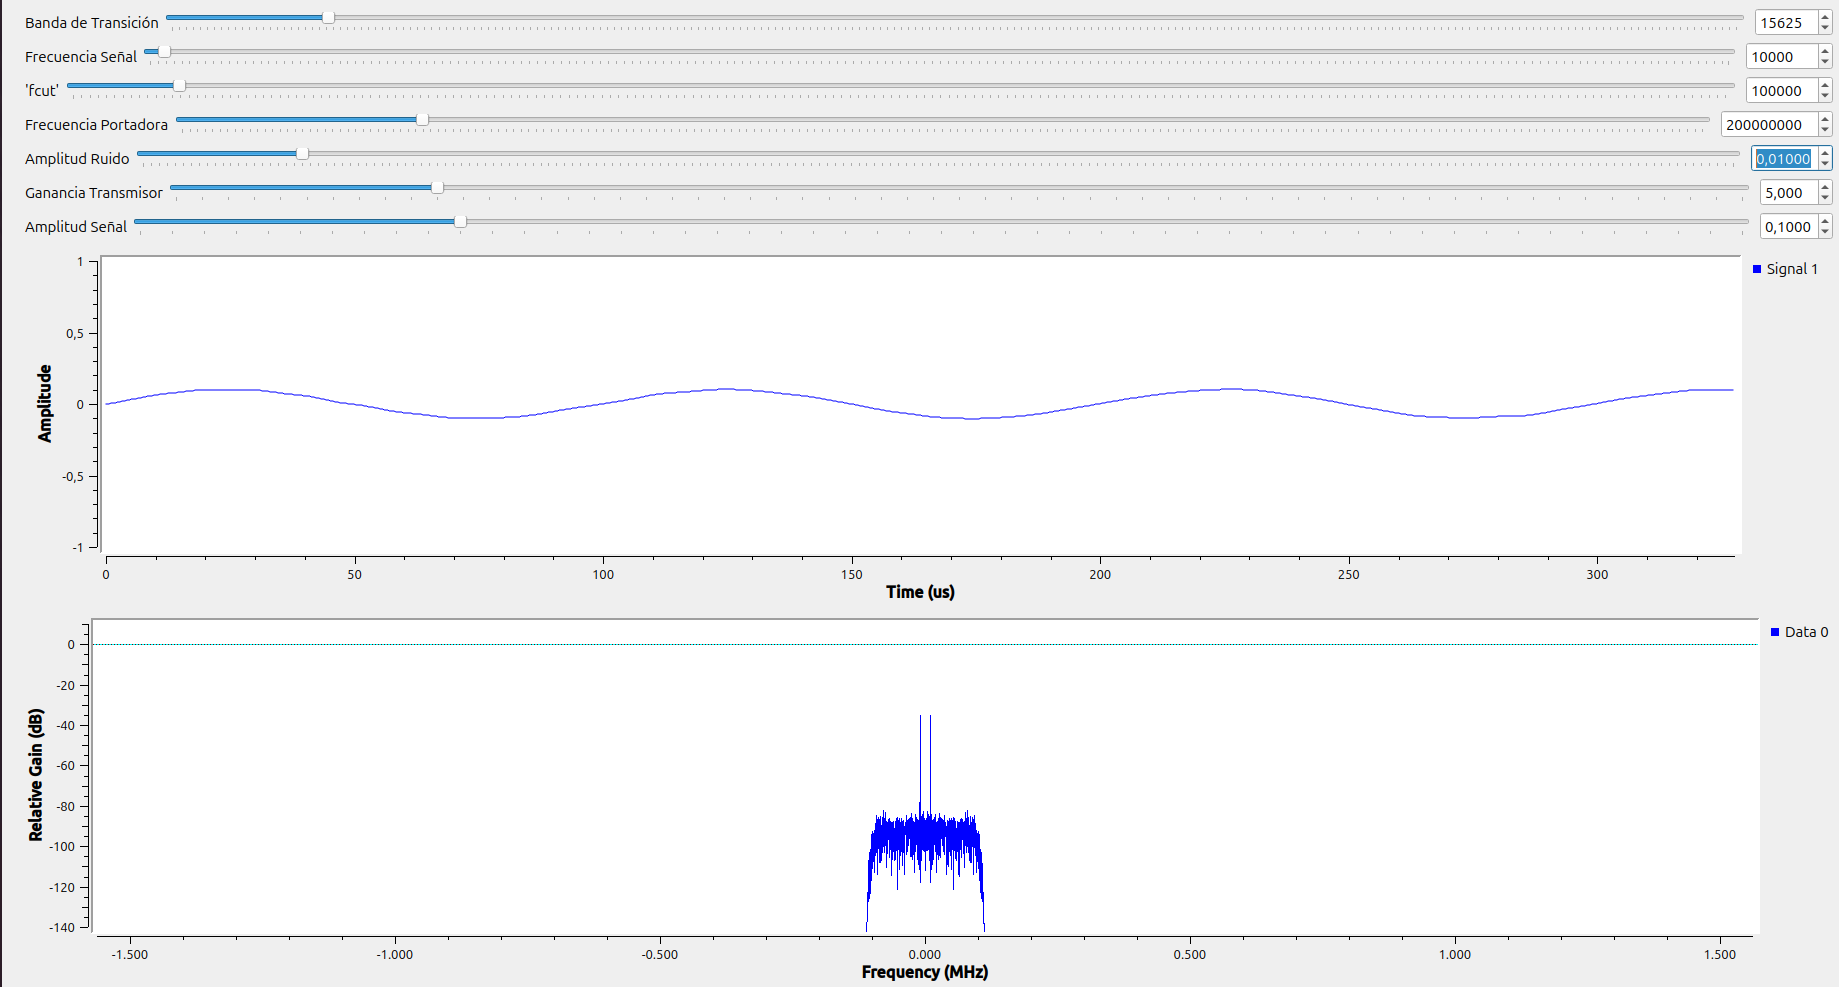 Banda de Transición 15625
Frecuencia Señal 10000
'fcut' 100000
Frecuencia Portadora 200000000
Amplitud Ruido 0,01000
Ganancia Transmisor 5,000
Amplitud Señal 0,1000
Signal 1
Amplitude
1
0,5
0
-0,5
-1
0 50 100 150 200 250 300
Time (us)
Data 0
Relative Gain (dB)
0
-20
-40
-60
-80
-100
-120
-140
-1.500 -1.000 -0.500 0.000 0.500 1.000 1.500
Frequency (MHz)